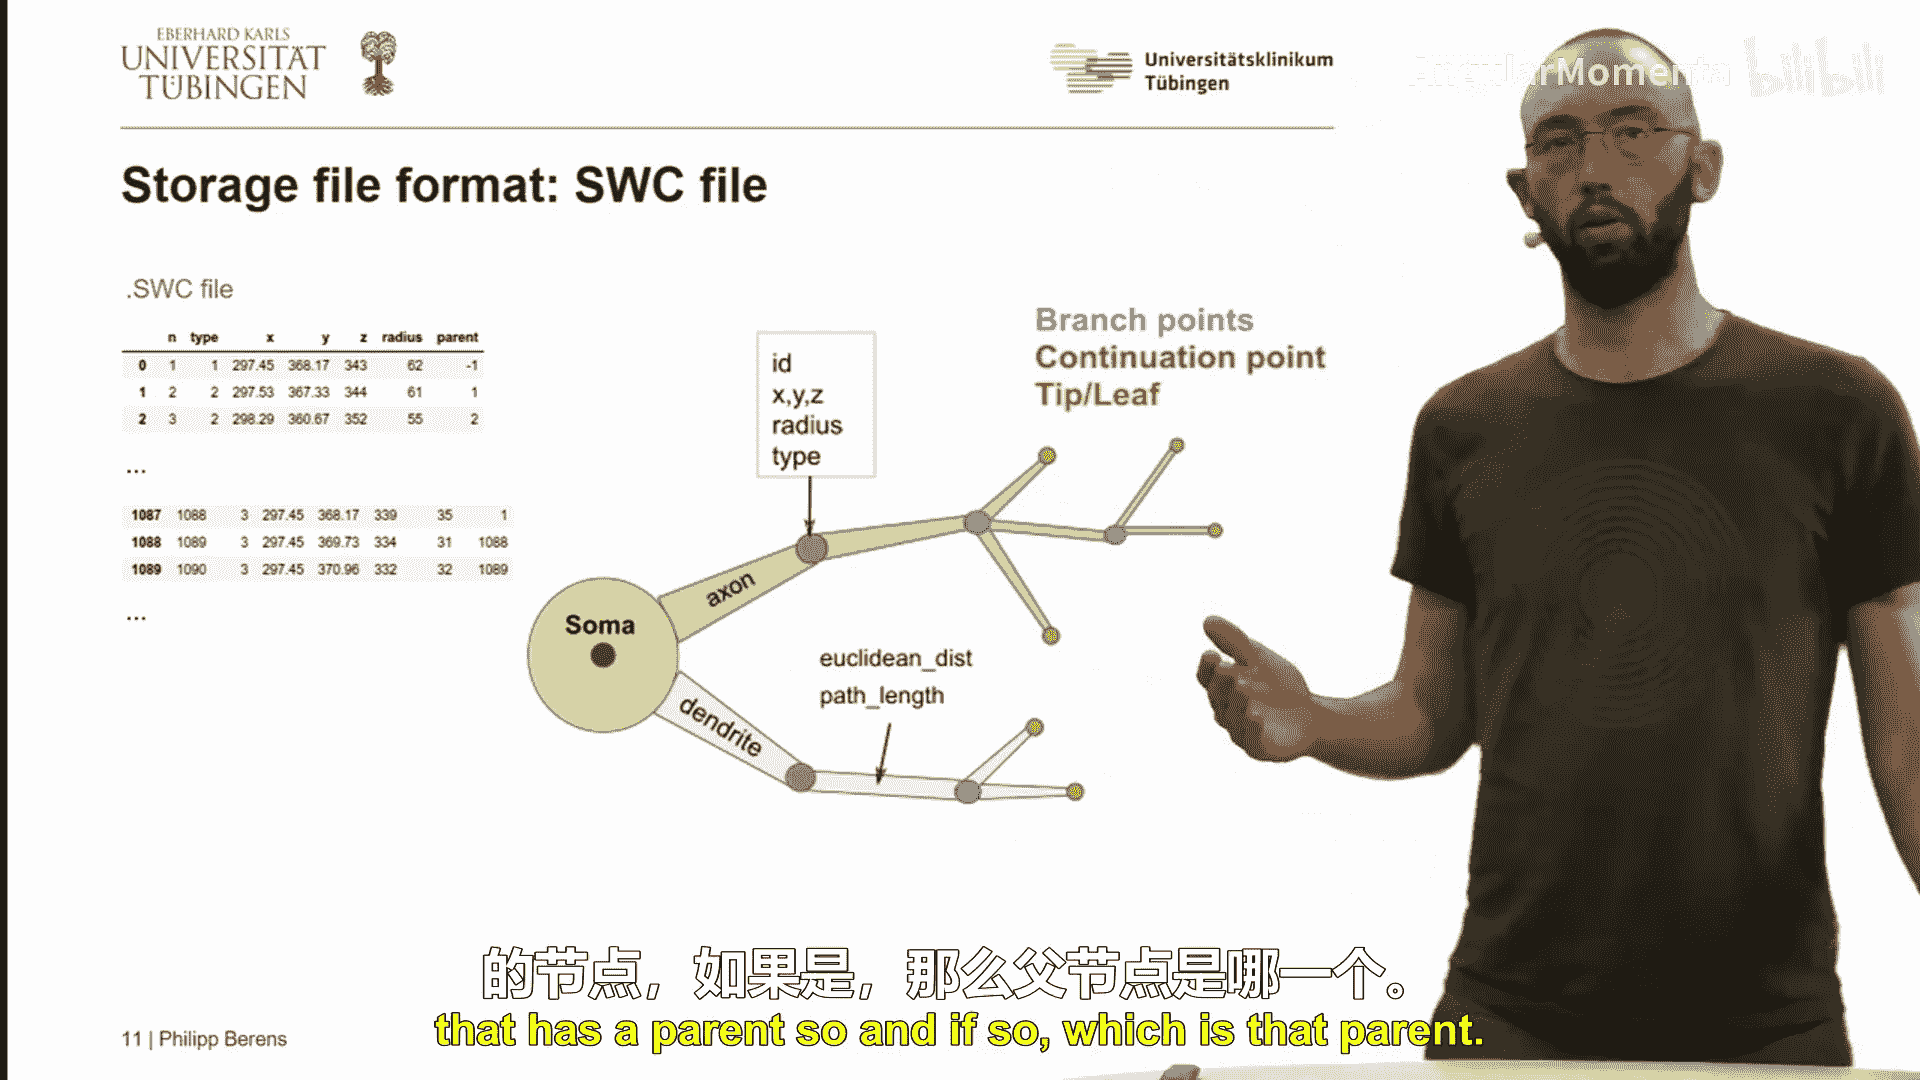 EBERHARD KARLS
UNIVERSITÄT
TÜBINGEN
Universitätsklinikum
Tübingen
bilibili
Storage file format: SWC file
.SWC file
n type x y z radius parent
0 1 1 297.45 368.17 343 62 -1
1 2 2 297.53 367.33 344 61 1
2 3 2 298.29 360.67 352 55 2
...
1087 1088 3 297.45 368.17 339 35 1
1088 1089 3 297.45 369.73 334 31 1088
1089 1090 3 297.45 370.96 332 32 1089
...
id
x,y,z
radius
type
Branch points
Continuation point
Tip/Leaf
axon
Soma
dendrite
euclidean_dist
path_length
的节点，如果是，那么父节点是哪一个。
that has a parent so and if so, which is that parent.
11 | Philipp Berens